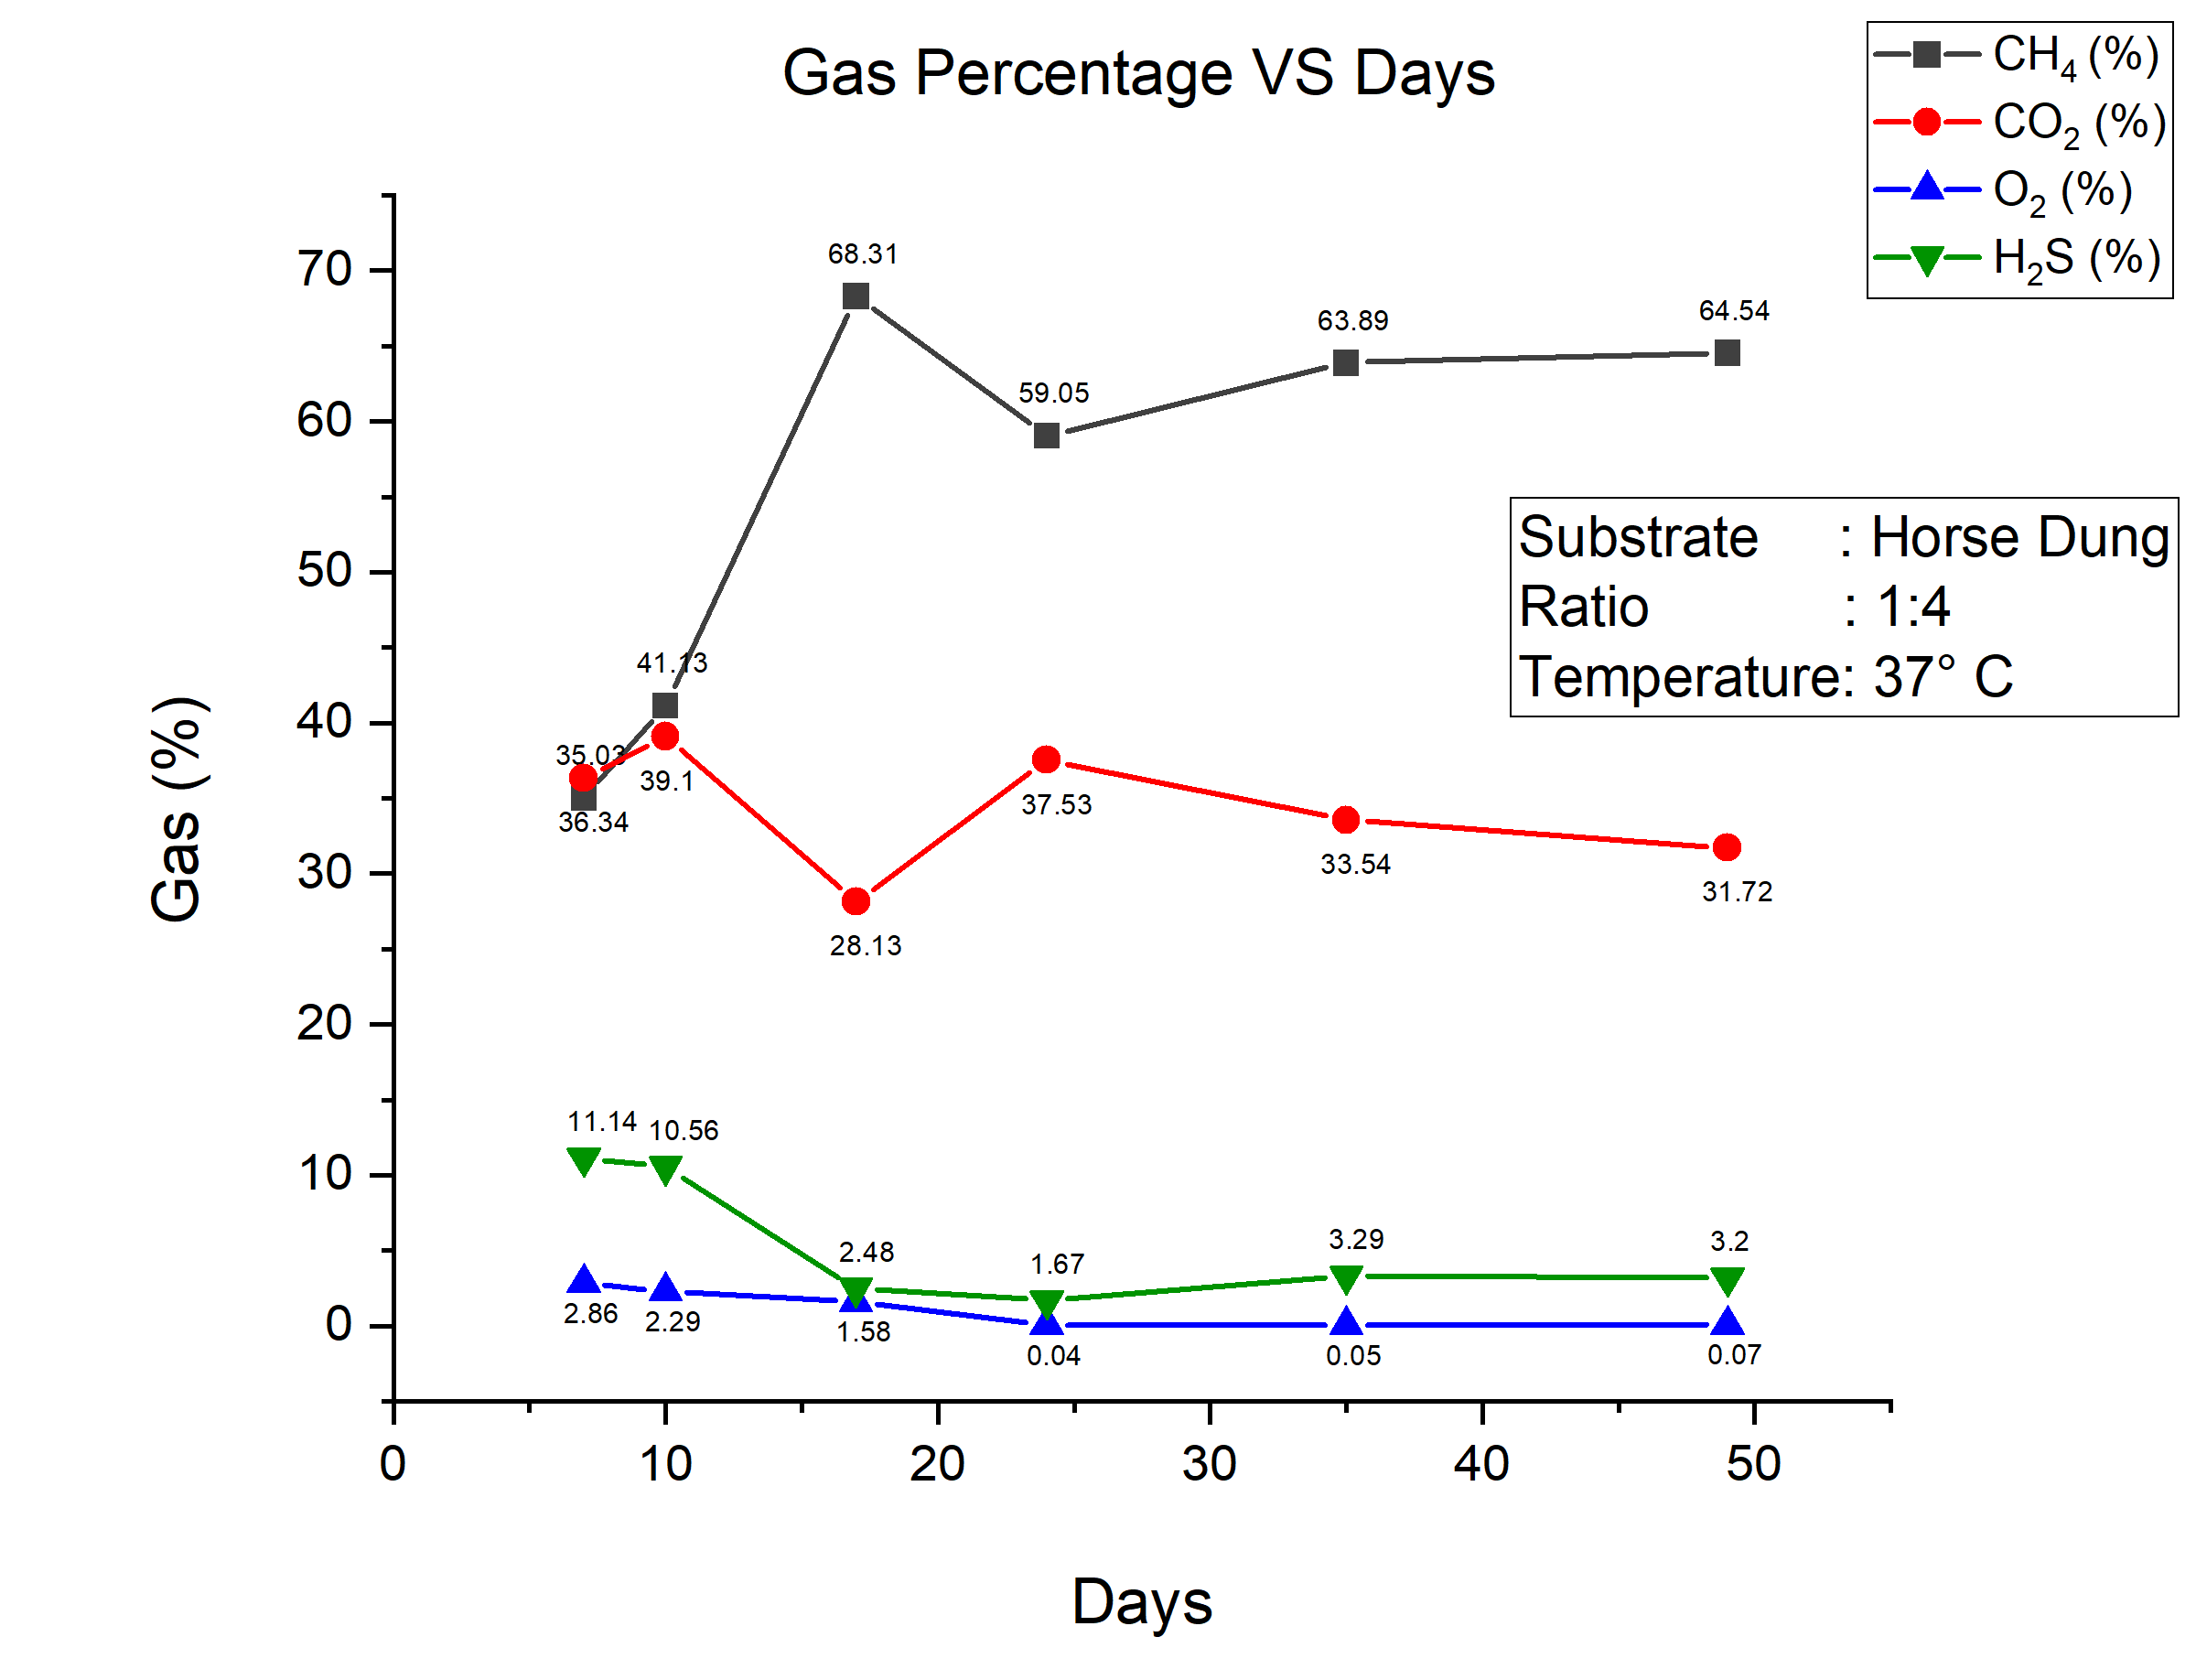 Gas Percentage VS Days
CH4 (%)
CO2 (%)
O2 (%)
H2S (%)
68.31
63.89
64.54
59.05
41.13
35.03
36.34
39.1
37.53
33.54
31.72
28.13
Substrate : Horse Dung
Ratio : 1:4
Temperature: 37° C
11.14
10.56
2.48
1.67
3.29
3.2
2.86
2.29
1.58
0.04
0.05
0.07
70
60
50
40
30
20
10
0
Gas (%)
0 10 20 30 40 50
Days